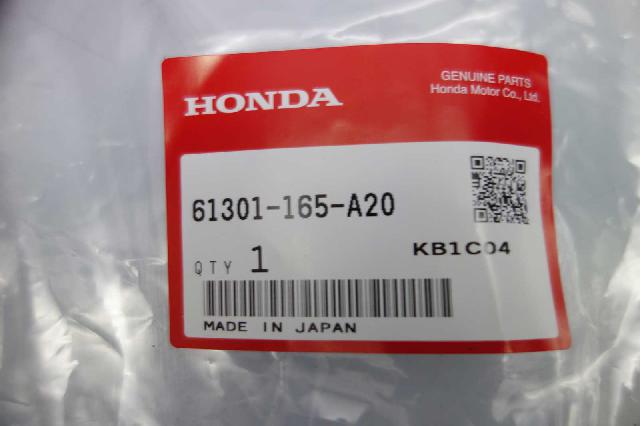 HONDA
GENUINE PARTS
Honda Motor Co., Ltd.
61301-165-A20
QTY 1
KB1C04
MADE IN JAPAN